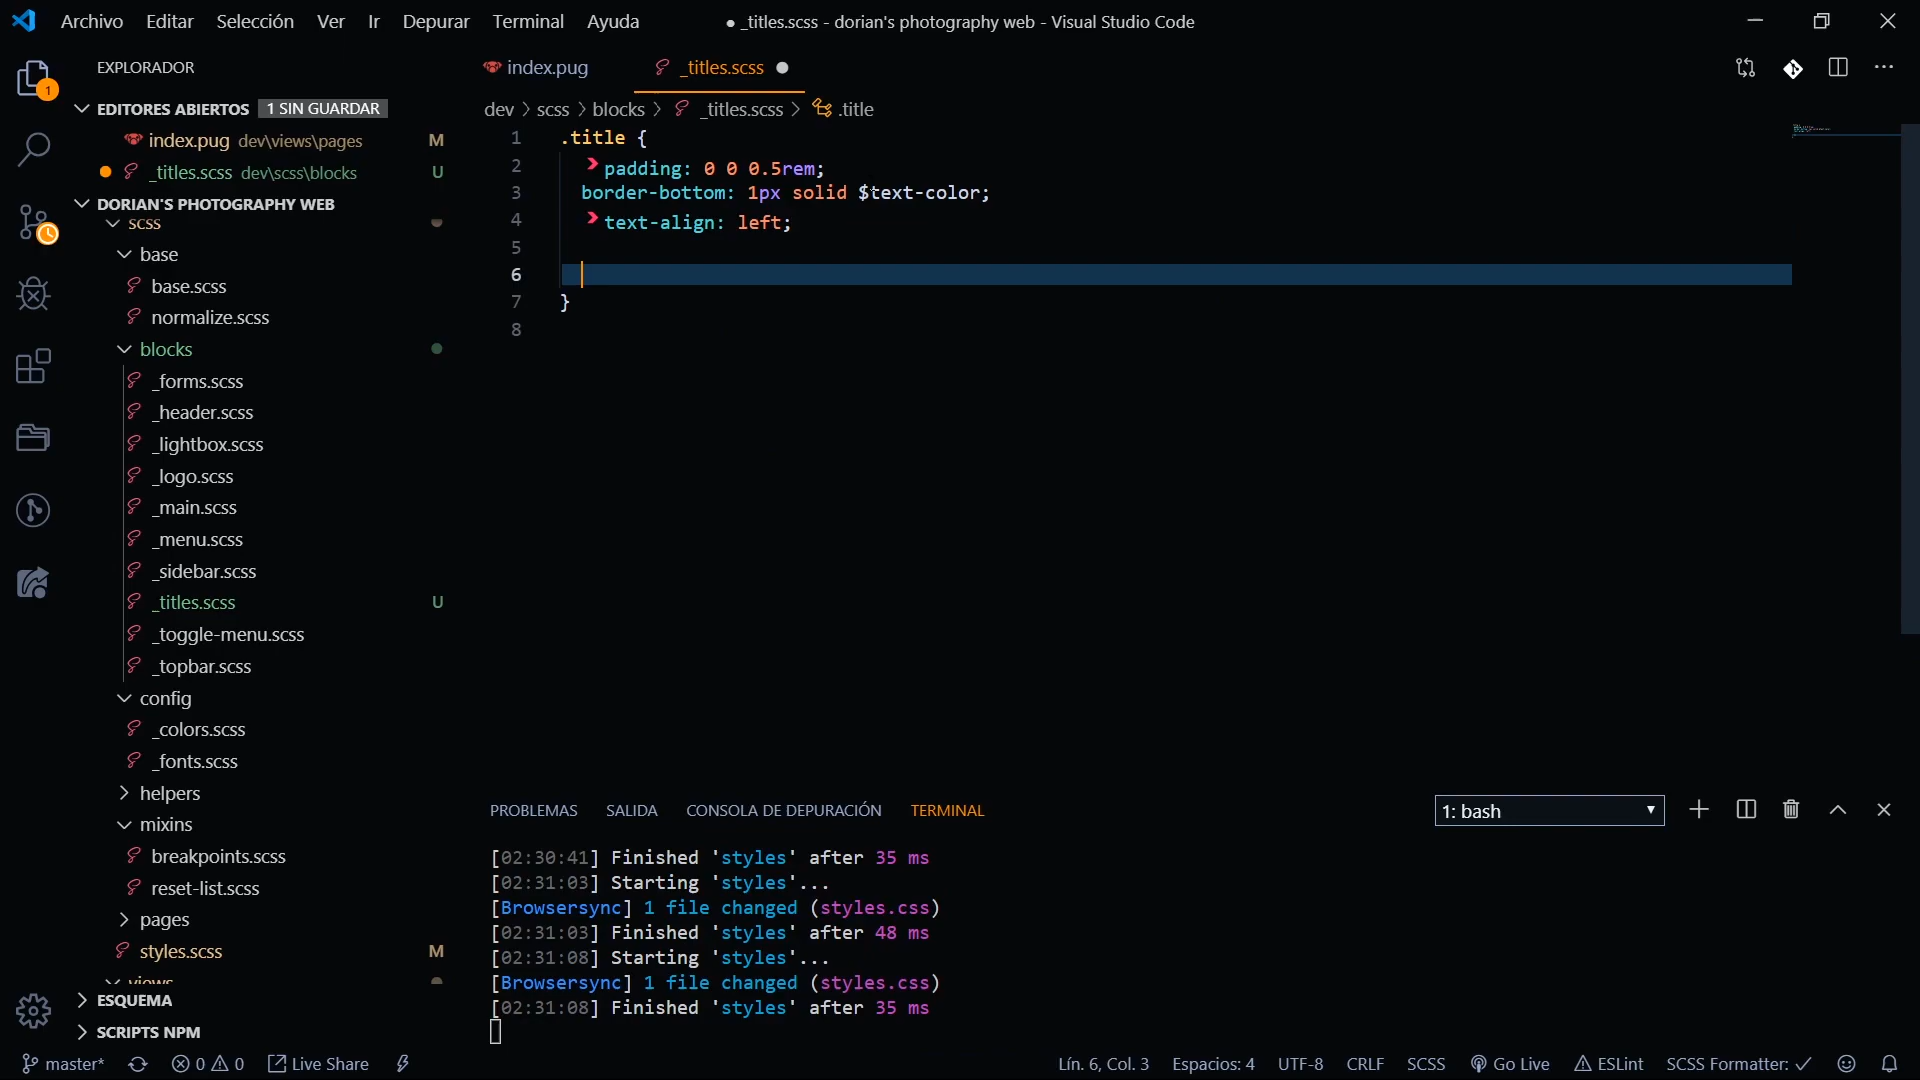 Archivo Editar Selección Ver Ir Depurar Terminal Ayuda ● _titles.scss - dorian's photography web - Visual Studio Code
EXPLORADOR
1
EDITORES ABIERTOS 1 SIN GUARDAR
index.pug dev\views\pages M
_titles.scss dev\scss\blocks U
DORIAN'S PHOTOGRAPHY WEB
scss
base
base.scss
normalize.scss
blocks
_forms.scss
_header.scss
_lightbox.scss
_logo.scss
_main.scss
_menu.scss
_sidebar.scss
_titles.scss U
_toggle-menu.scss
_topbar.scss
config
_colors.scss
_fonts.scss
helpers
mixins
breakpoints.scss
reset-list.scss
pages
styles.scss M
views
ESQUEMA
SCRIPTS NPM
index.pug _titles.scss ●
dev > scss > blocks > _titles.scss > .title
1 .title {
2 padding: 0 0 0.5rem;
3 border-bottom: 1px solid $text-color;
4 text-align: left;
5
6
7 }
8
PROBLEMAS SALIDA CONSOLA DE DEPURACIÓN TERMINAL 1: bash
[02:30:41] Finished 'styles' after 35 ms
[02:31:03] Starting 'styles'...
[Browsersync] 1 file changed (styles.css)
[02:31:03] Finished 'styles' after 48 ms
[02:31:08] Starting 'styles'...
[Browsersync] 1 file changed (styles.css)
[02:31:08] Finished 'styles' after 35 ms
master* 0 0 Live Share Lín. 6, Col. 3 Espacios: 4 UTF-8 CRLF SCSS Go Live ESLint SCSS Formatter: ✓